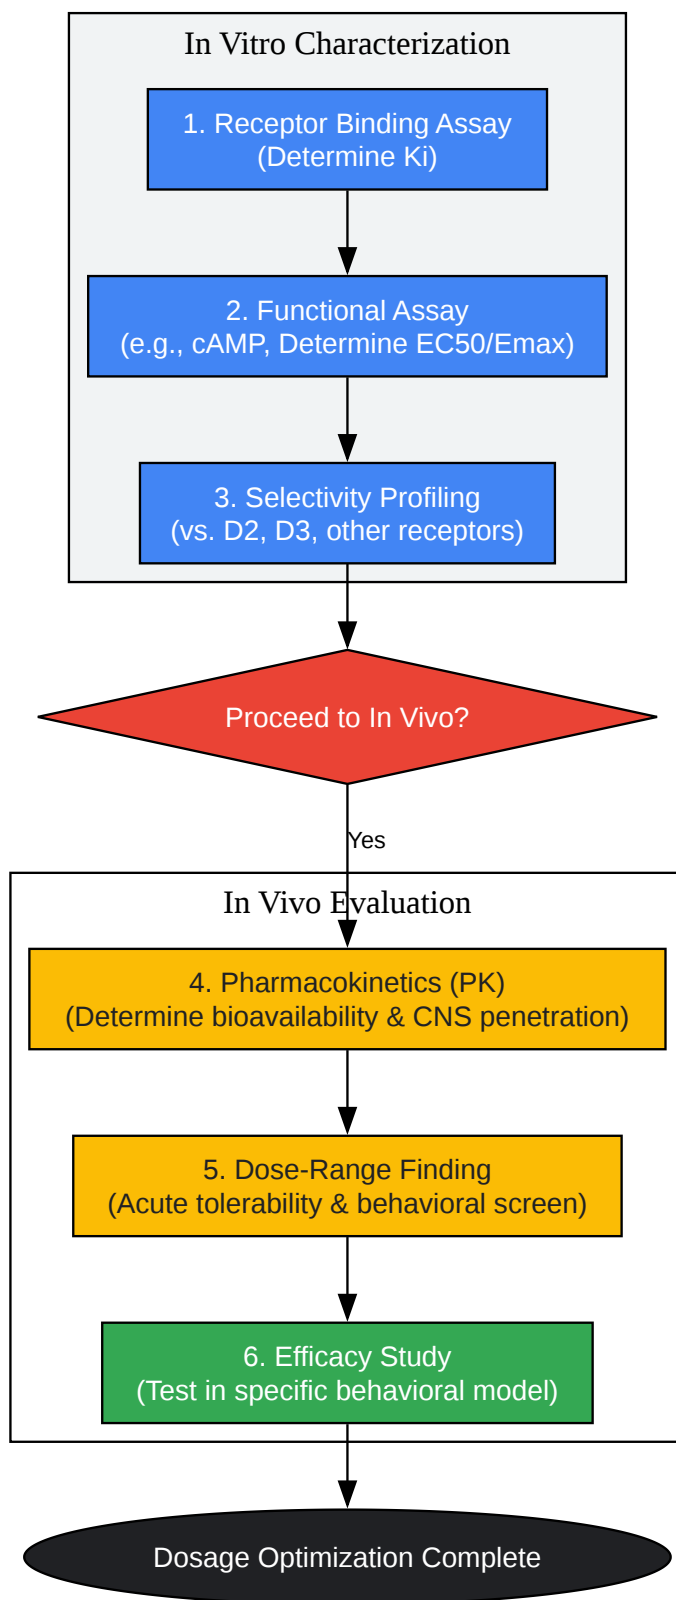 In Vitro Characterization
1. Receptor Binding Assay
(Determine Ki)
2. Functional Assay
(e.g., cAMP, Determine EC50/Emax)
3. Selectivity Profiling
(vs. D2, D3, other receptors)
Proceed to In Vivo?
Yes
In Vivo Evaluation
4. Pharmacokinetics (PK)
(Determine bioavailability & CNS penetration)
5. Dose-Range Finding
(Acute tolerability & behavioral screen)
6. Efficacy Study
(Test in specific behavioral model)
Dosage Optimization Complete